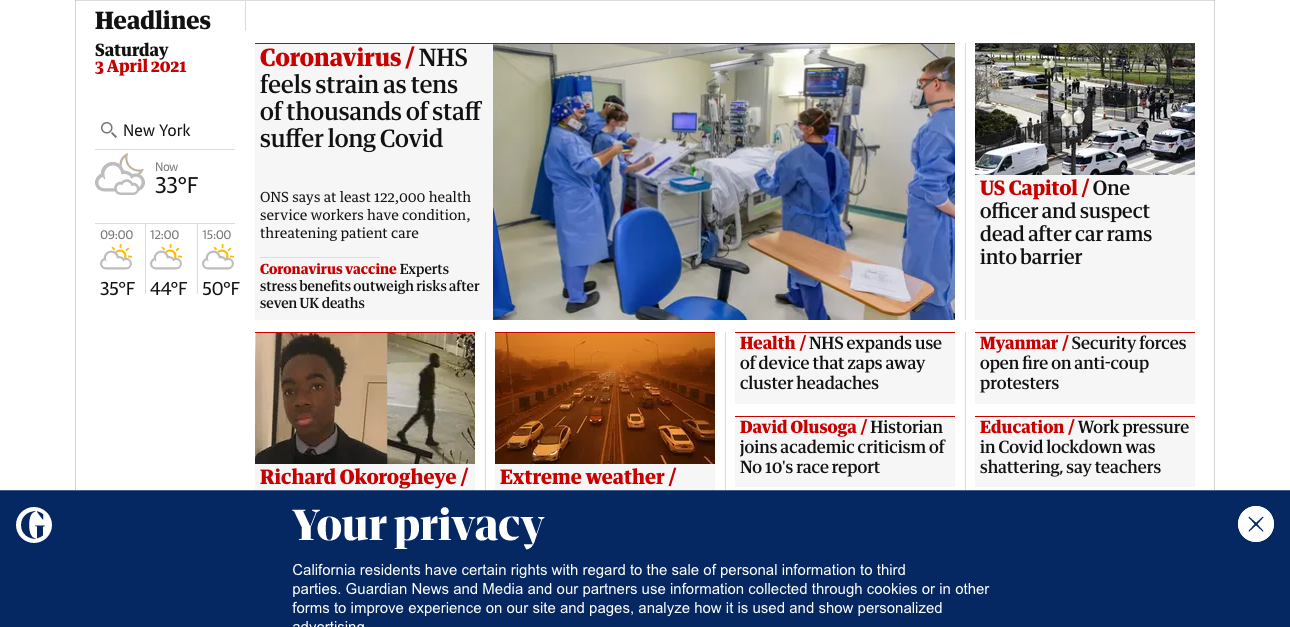 Headlines
Saturday
3 April 2021
New York
Now
33°F
09:00
35°F
12:00
44°F
15:00
50°F
Coronavirus / NHS
feels strain as tens
of thousands of staff
suffer long Covid
ONS says at least 122,000 health
service workers have condition,
threatening patient care
Coronavirus vaccine Experts
stress benefits outweigh risks after
seven UK deaths
US Capitol / One
officer and suspect
dead after car rams
into barrier
Richard Okorogheye /
Extreme weather /
Health / NHS expands use
of device that zaps away
cluster headaches
David Olusoga / Historian
joins academic criticism of
No 10's race report
Myanmar / Security forces
open fire on anti-coup
protesters
Education / Work pressure
in Covid lockdown was
shattering, say teachers
G
Your privacy
California residents have certain rights with regard to the sale of personal information to third
parties. Guardian News and Media and our partners use information collected through cookies or in other
forms to improve experience on our site and pages, analyze how it is used and show personalized
advertising